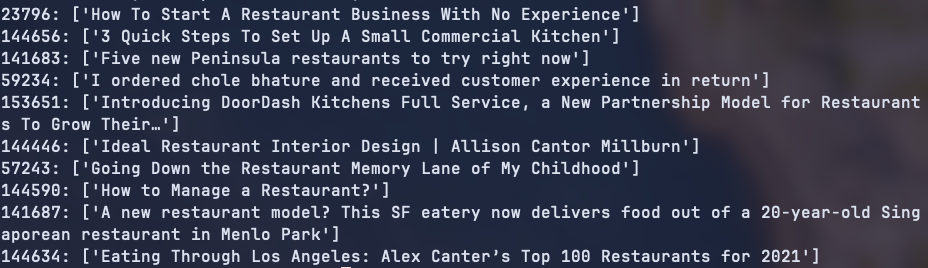 23796: ['How To Start A Restaurant Business With No Experience']
144656: ['3 Quick Steps To Set Up A Small Commercial Kitchen']
141683: ['Five new Peninsula restaurants to try right now']
59234: ['I ordered chole bhature and received customer experience in return']
153651: ['Introducing DoorDash Kitchens Full Service, a New Partnership Model for Restaurant
s To Grow Their…']
144446: ['Ideal Restaurant Interior Design | Allison Cantor Millburn']
57243: ['Going Down the Restaurant Memory Lane of My Childhood']
144590: ['How to Manage a Restaurant?']
141687: ['A new restaurant model? This SF eatery now delivers food out of a 20-year-old Sing
aporean restaurant in Menlo Park']
144634: ['Eating Through Los Angeles: Alex Canter’s Top 100 Restaurants for 2021']